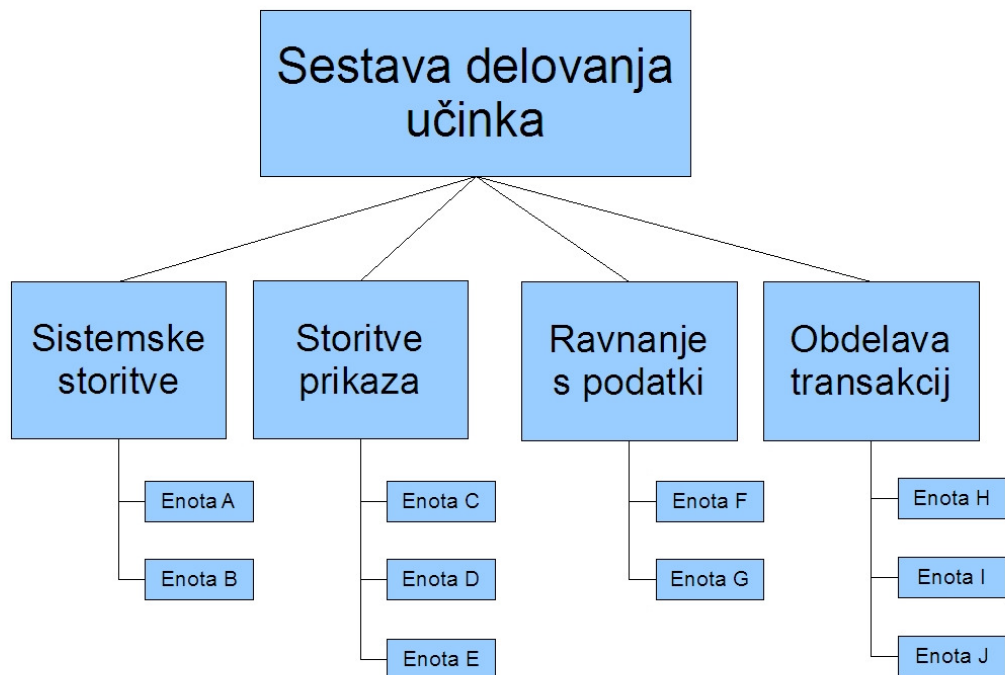 Sestava delovanja
učinka
Sistemske
storitve
Storitve
prikaza
Ravnanje
s podatki
Obdelava
transakcij
Enota A
Enota B
Enota C
Enota D
Enota E
Enota F
Enota G
Enota H
Enota I
Enota J